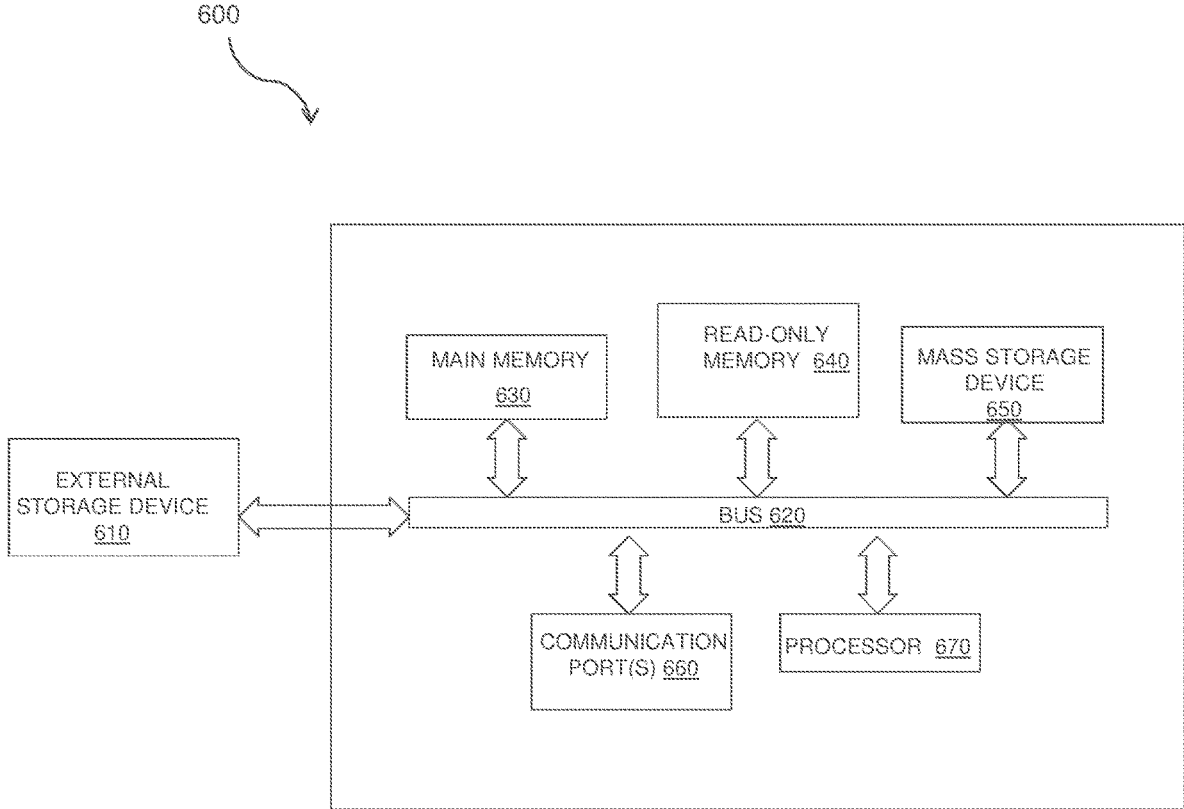 600
MAIN MEMORY
630
READ-ONLY
MEMORY 640
MASS STORAGE
DEVICE
650
EXTERNAL
STORAGE DEVICE
610
BUS 620
COMMUNICATION
PORT(S) 660
PROCESSOR 670